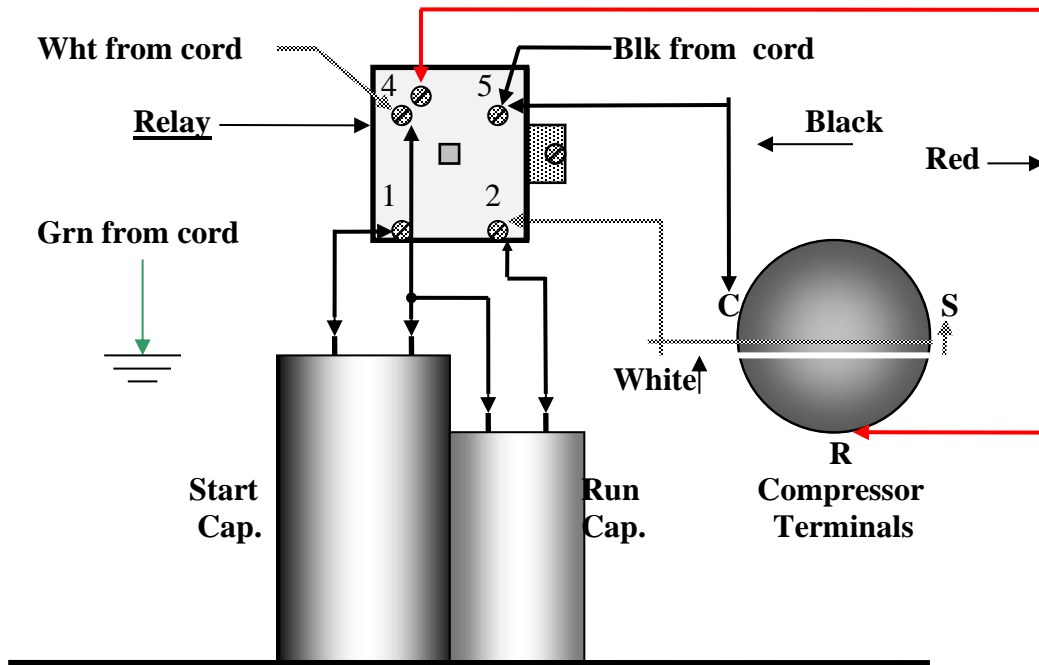 Wht from cord
Blk from  cord
4
5
Relay
Black
Red
1
2
Grn from cord
C
S
White
R
Start
Cap.
Run
Cap.
Compressor
Terminals